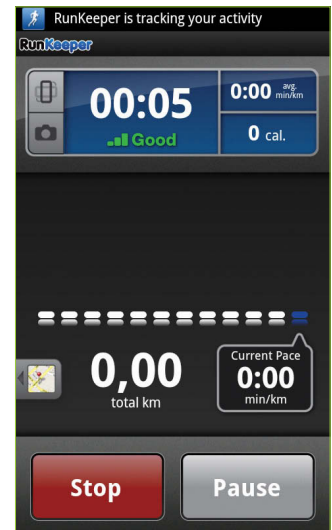 RunKeeper is tracking your activity
RunKeeper
00:05
Good
0:00 avg. min/km
0 cal.
0,00
total km
Current Pace
0:00
min/km
Stop
Pause